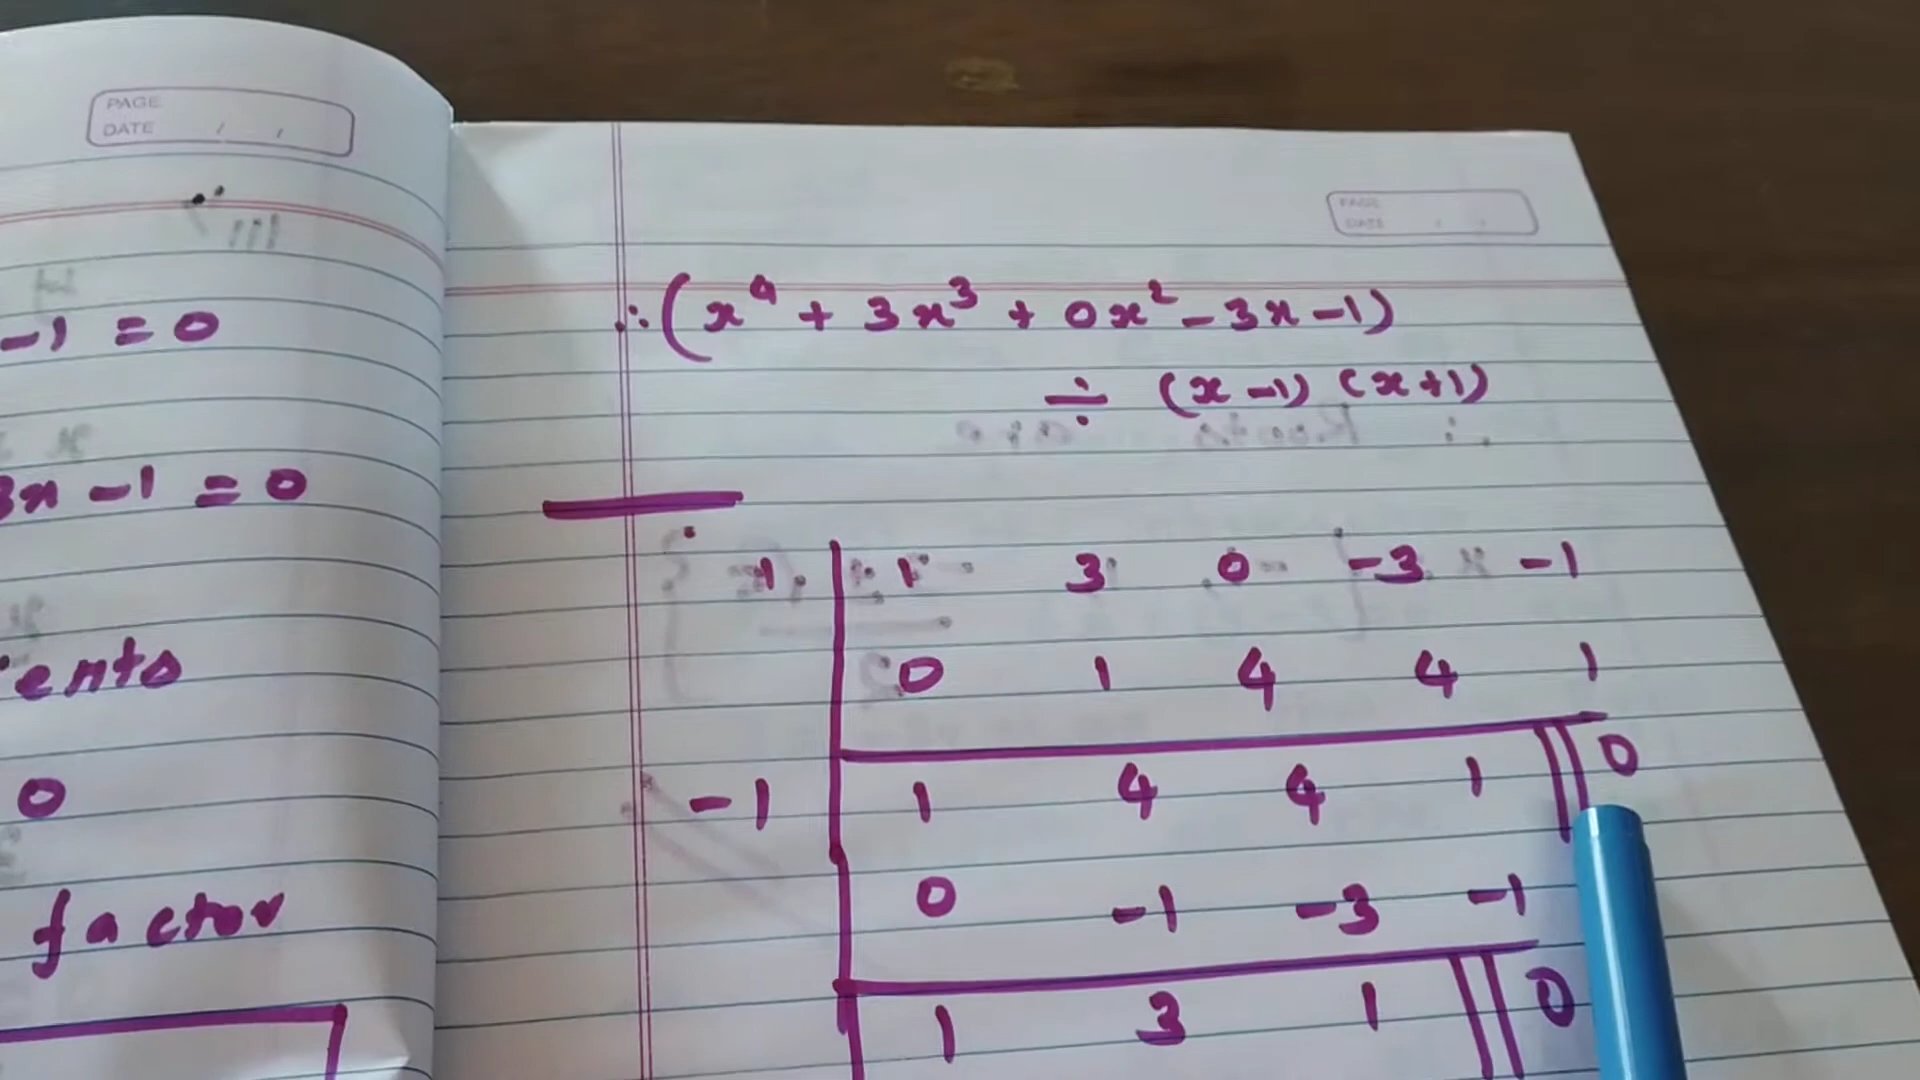 PAGE
DATE / /
-1 = 0
3x -1 = 0
ents
0
factor
PAGE
DATE
∴ (x⁴ + 3x³ + 0x² - 3x - 1)
÷ (x -1) (x+1)
1 | 1 3 0 -3 -1
0 1 4 4 1
-1 | 1 4 4 1 || 0
0 -1 -3 -1
1 3 1 || 0